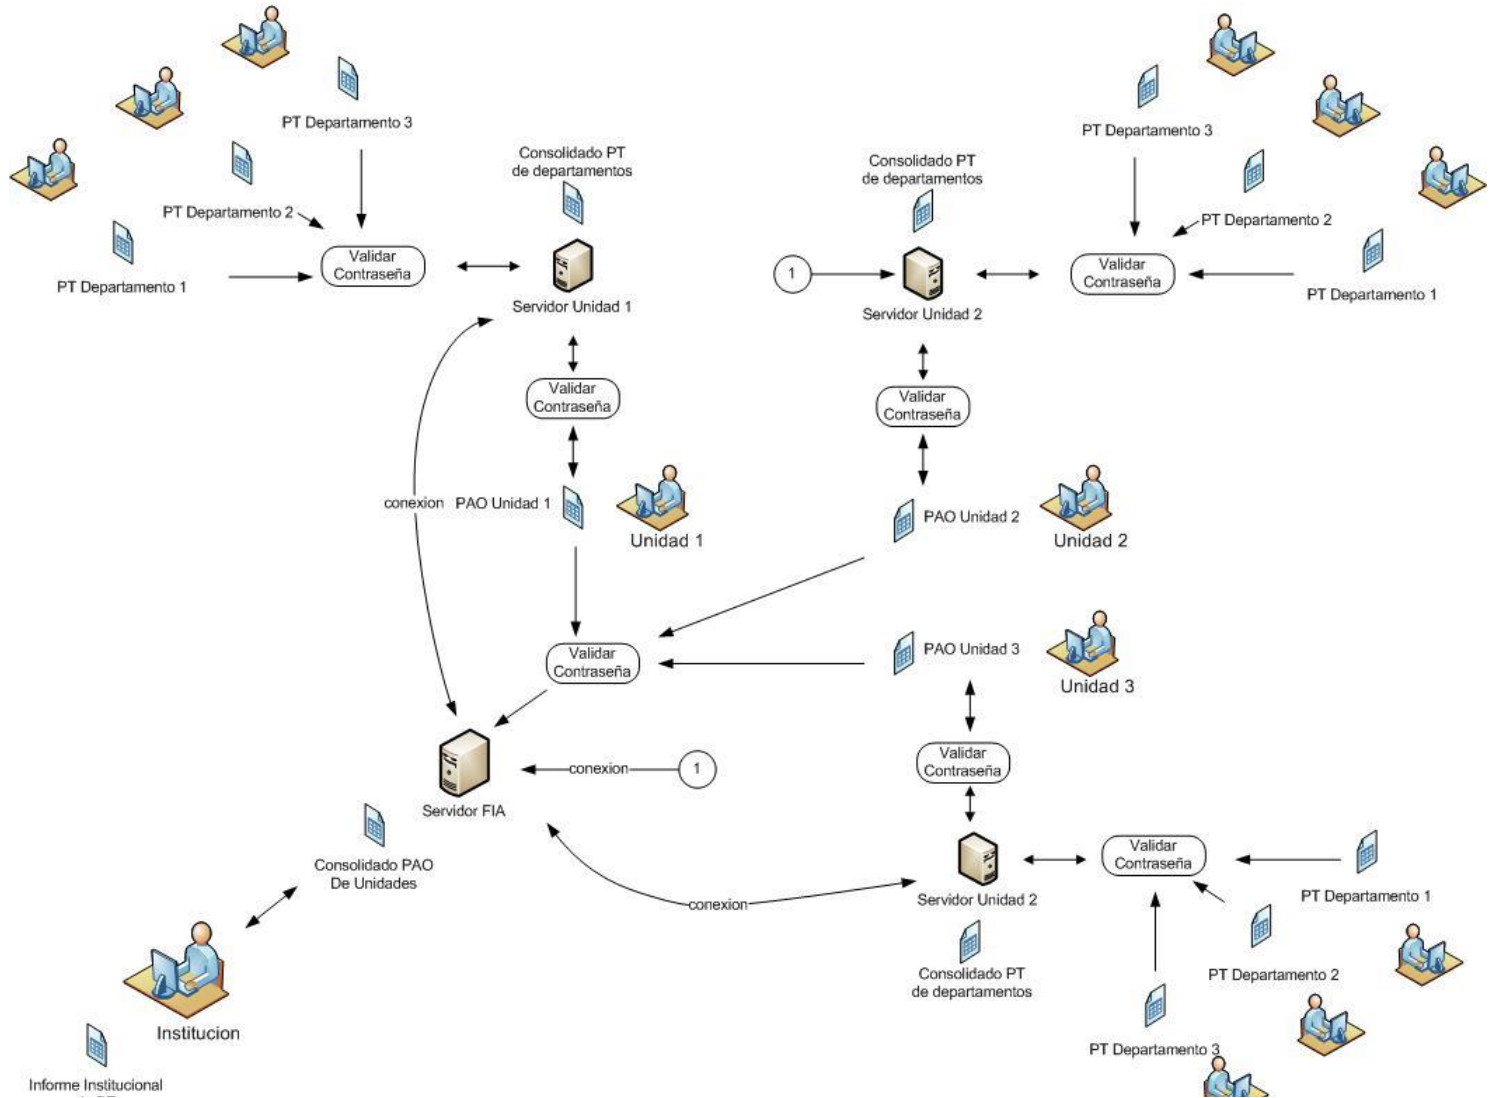 PT Departamento 3
PT Departamento 2
PT Departamento 1
Validar
Contraseña
Consolidado PT
de departamentos
Servidor Unidad 1
Consolidado PT
de departamentos
1
Servidor Unidad 2
Validar
Contraseña
PT Departamento 3
PT Departamento 2
PT Departamento 1
Validar
Contraseña
Validar
Contraseña
conexion
PAO Unidad 1
Unidad 1
PAO Unidad 2
Unidad 2
Validar
Contraseña
PAO Unidad 3
Unidad 3
Servidor FIA
conexion
1
Validar
Contraseña
Consolidado PAO
De Unidades
conexion
Servidor Unidad 2
Validar
Contraseña
PT Departamento 1
Consolidado PT
de departamentos
PT Departamento 2
PT Departamento 3
Institucion
Informe Institucional